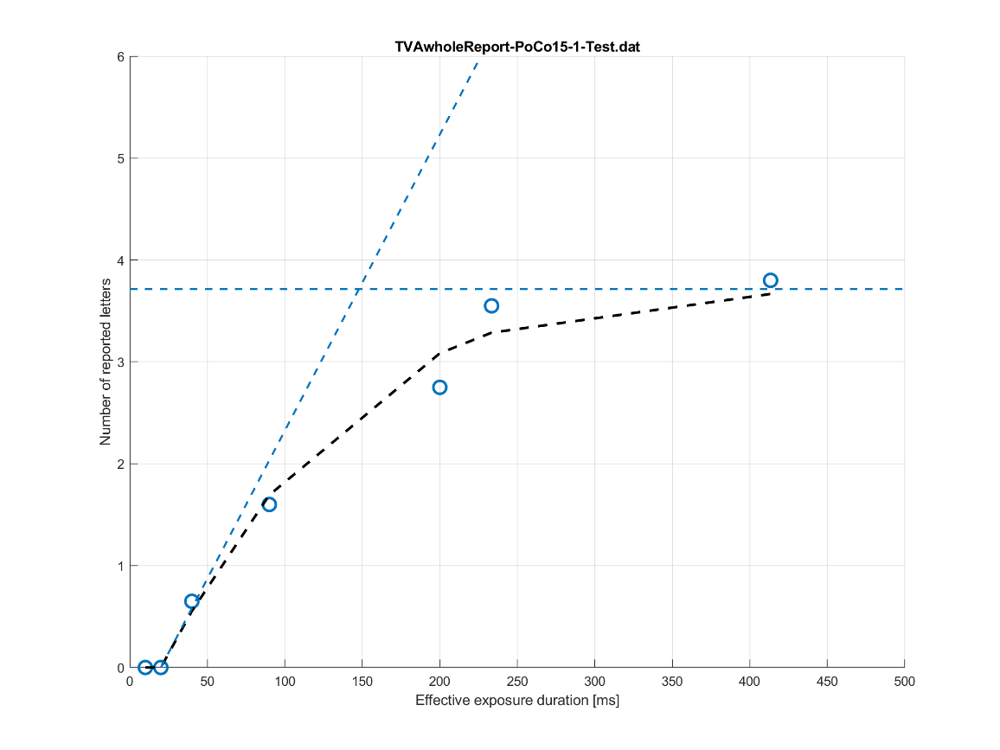 TVAwholeReport-PoCo15-1-Test.dat
6
5
4
3
2
1
0
Number of reported letters
0 50 100 150 200 250 300 350 400 450 500
Effective exposure duration [ms]